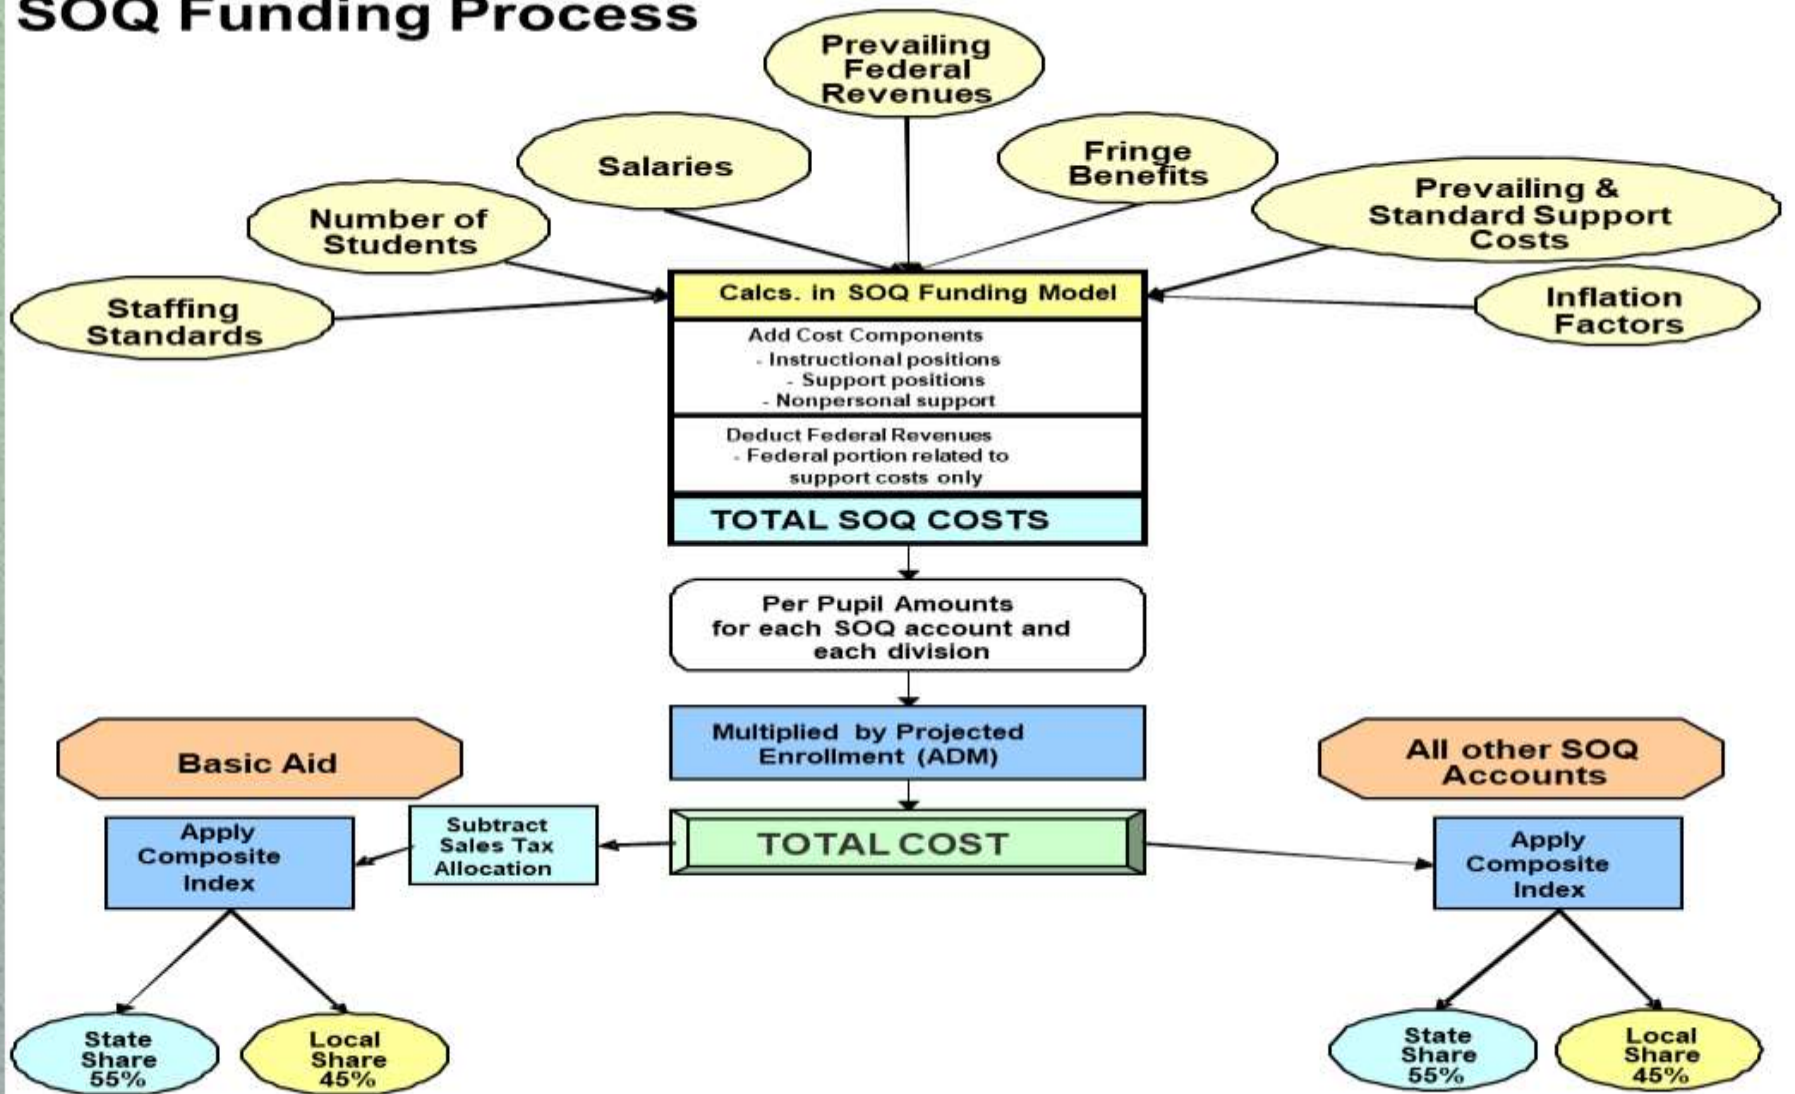 SOQ Funding Process
Prevailing
Federal
Revenues
Salaries
Fringe
Benefits
Number of
Students
Prevailing &
Standard Support
Costs
Staffing
Standards
Inflation
Factors
Calcs. in SOQ Funding Model
Add Cost Components
- Instructional positions
- Support positions
- Nonpersonal support
Deduct Federal Revenues
- Federal portion related to
support costs only
TOTAL SOQ COSTS
Per Pupil Amounts
for each SOQ account and
each division
Multiplied by Projected
Enrollment (ADM)
TOTAL COST
Basic Aid
Subtract
Sales Tax
Allocation
Apply
Composite
Index
State
Share
55%
Local
Share
45%
All other SOQ
Accounts
Apply
Composite
Index
State
Share
55%
Local
Share
45%